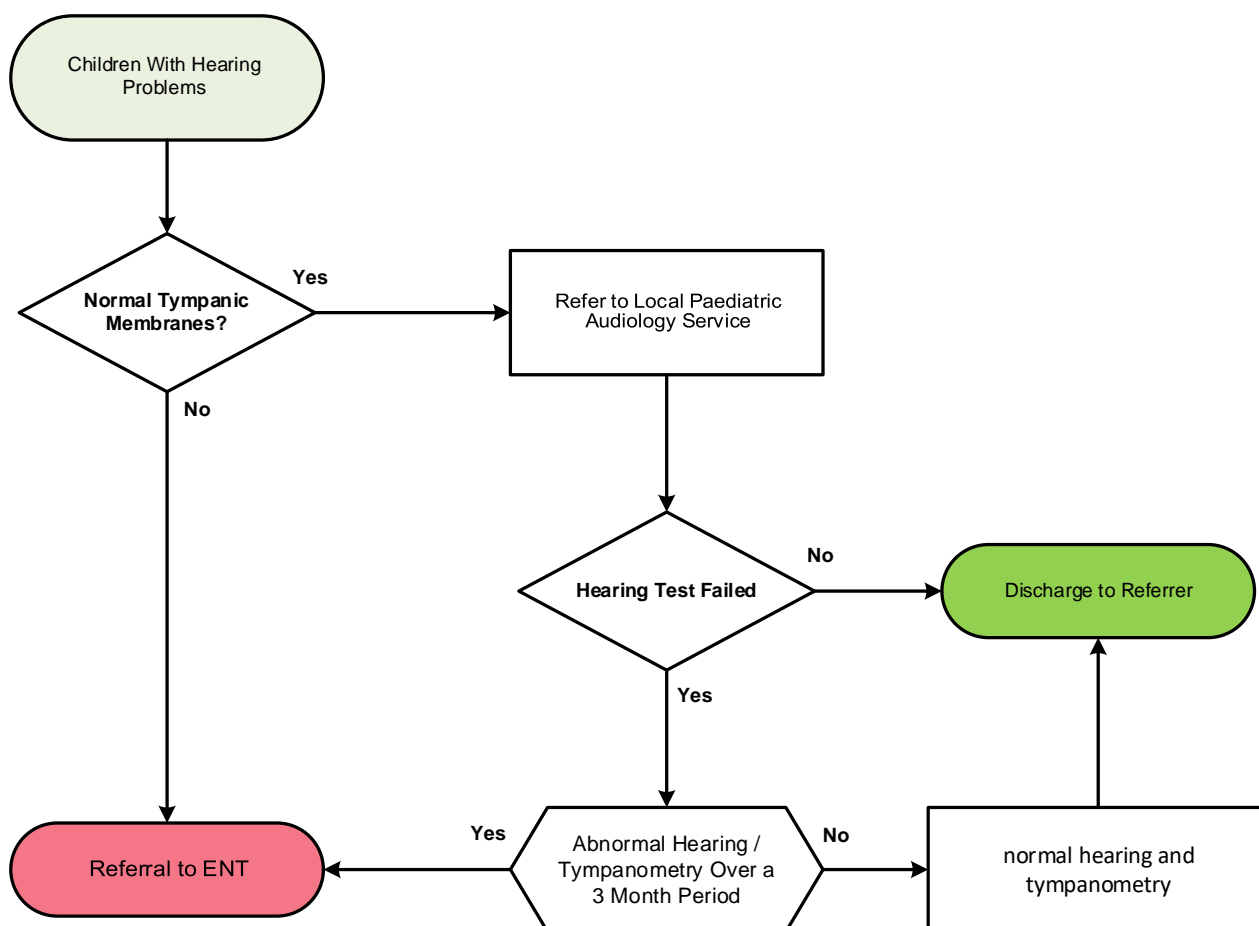 Children With Hearing
Problems
Yes
Normal Tympanic
Membranes?
Refer to Local Paediatric
Audiology Service
No
No
Hearing Test Failed
Discharge to Referrer
Yes
Yes
Abnormal Hearing /
Tympanometry Over a
3 Month Period
No
Referral to ENT
normal hearing and
tympanometry